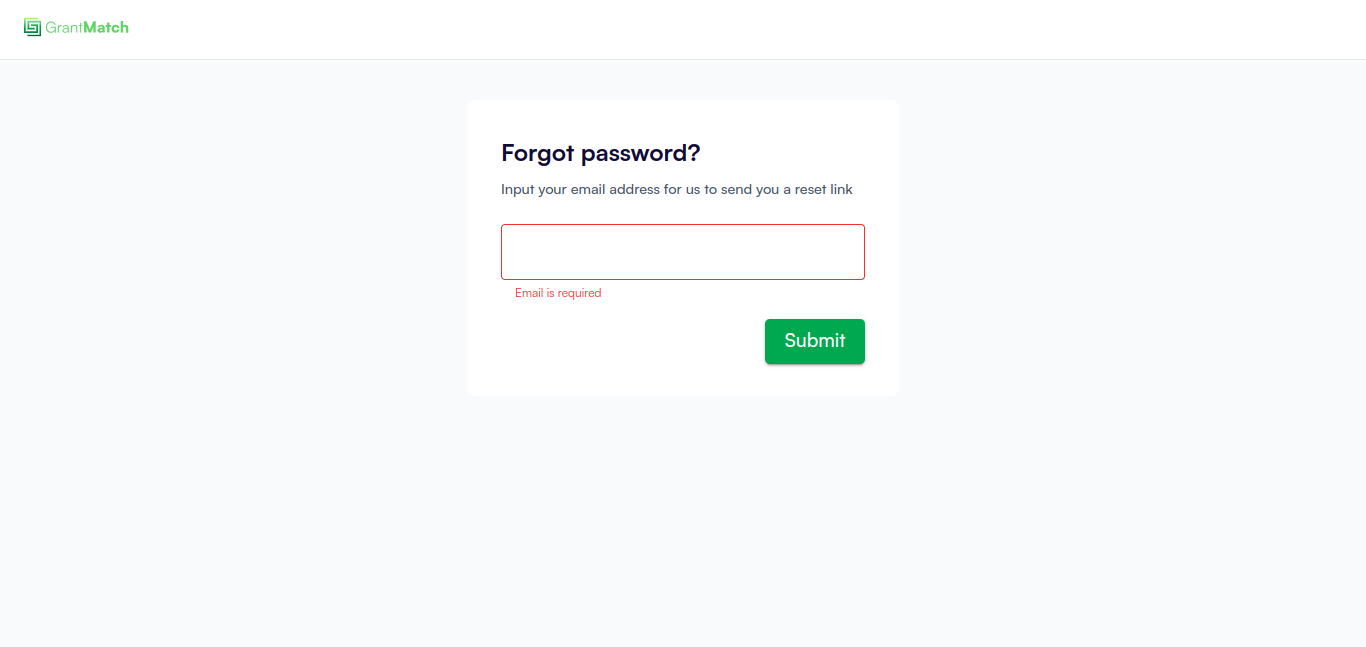 GrantMatch
Forgot password?
Input your email address for us to send you a reset link
Email is required
Submit